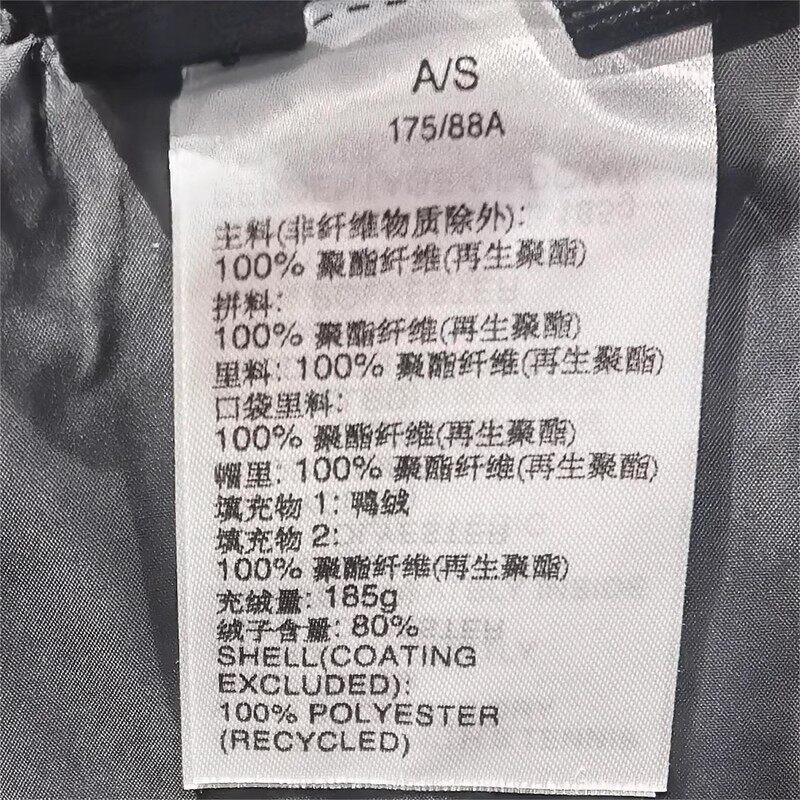 A/S
175/88A
主料(非纤维物质除外):
100% 聚酯纤维(再生聚酯)
拼料:
100% 聚酯纤维(再生聚酯)
里料: 100% 聚酯纤维(再生聚酯)
口袋里料:
100% 聚酯纤维(再生聚酯)
帽里: 100% 聚酯纤维(再生聚酯)
填充物 1: 鸭绒
填充物 2:
100% 聚酯纤维(再生聚酯)
充绒量: 185g
绒子含量: 80%
SHELL(COATING
EXCLUDED):
100% POLYESTER
(RECYCLED)